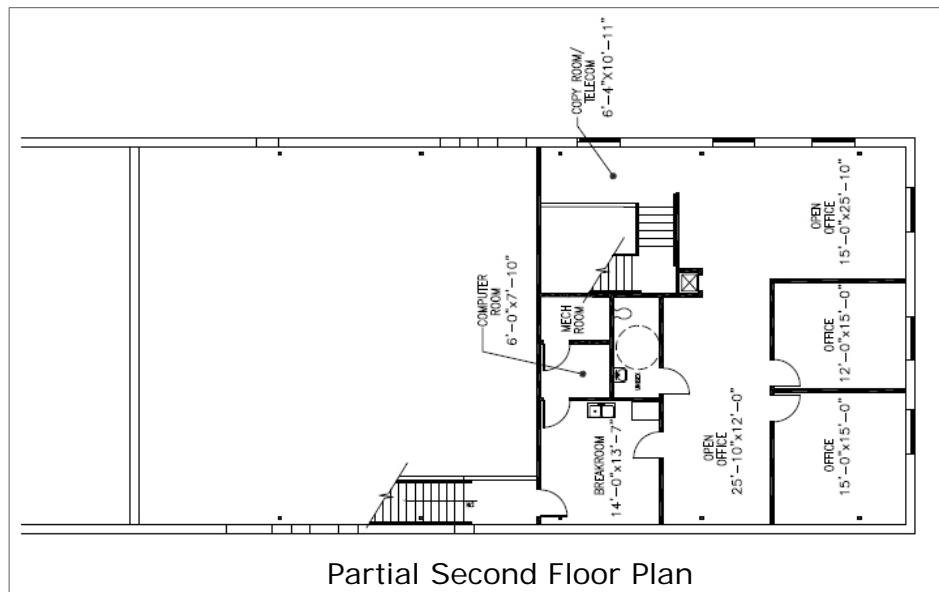 COPY ROOM/
TELECOM
6'-4"X10'-11"
COMPUTER
ROOM
6'-0"X7'-10"
MECH
ROOM
OPEN
OFFICE
15'-0"X25'-10"
OFFICE
12'-0"X15'-0"
UNISEX
BREAKROOM
14'-0"X13'-7"
OPEN
OFFICE
25'-10"X12'-0"
OFFICE
15'-0"X15'-0"
Partial Second Floor Plan